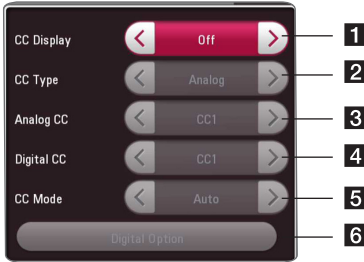 CC Display Off 1
CC Type Analog 2
Analog CC CC1 3
Digital CC CC1 4
CC Mode Auto 5
Digital Option 6